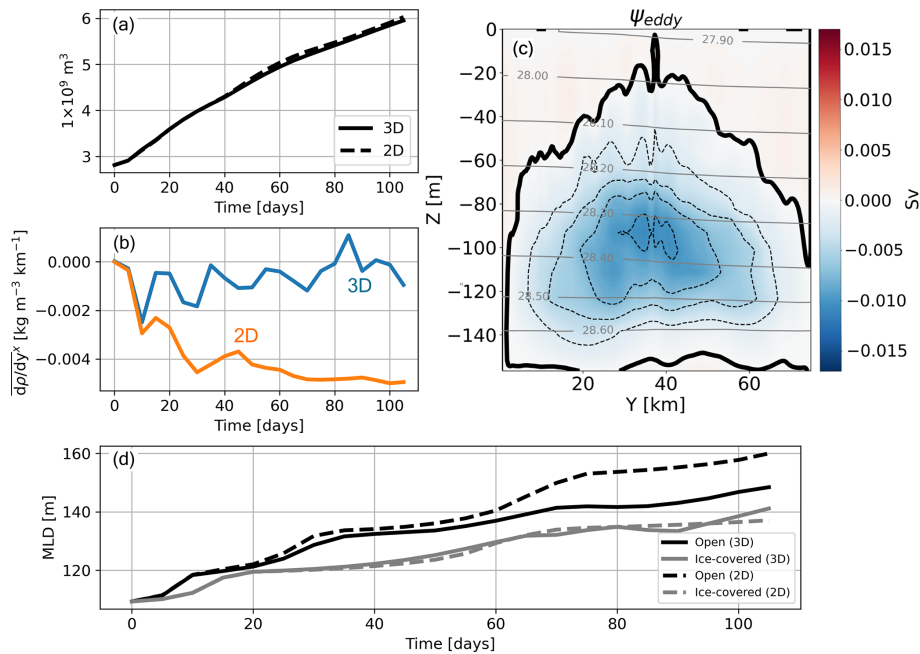 (a)
6
5
4
3
1×10⁹ m³
3D
2D
0 20 40 60 80 100
Time [days]
(b)
0.000
−0.002
−0.004
dρ/dyˣ [kg m⁻³ km⁻¹]
3D
2D
0 20 40 60 80 100
Time [days]
ψeddy
(c)
0
−20
−40
−60
−80
−100
−140
Z [m]
27.90
28.00
28.10
28.20
28.30
28.40
28.50
28.60
20 40 60
Y [km]
0.015
0.010
0.005
0.000
−0.005
−0.010
−0.015
Sv
(d)
160
140
120
MLD [m]
Open (3D)
Ice-covered (3D)
Open (2D)
Ice-covered (2D)
0 20 40 60 80 100
Time [days]